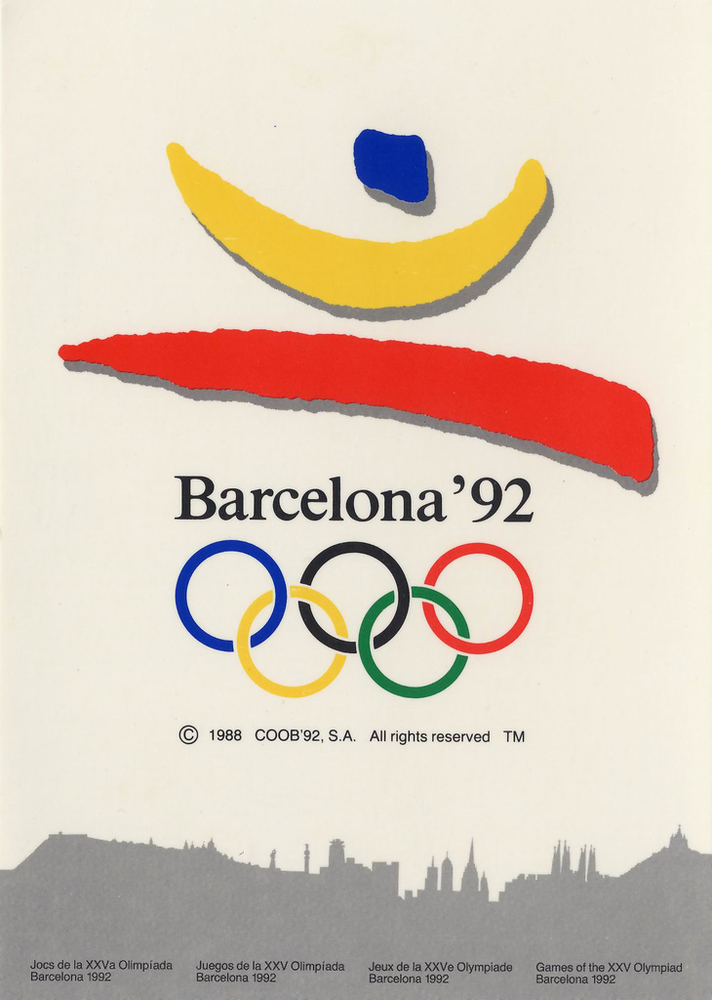 Barcelona ’92
© 1988 COOB'92, S.A. All rights reserved TM
Jocs de la XXVa Olimpíada
Barcelona 1992
Juegos de la XXV Olimpíada
Barcelona 1992
Jeux de la XXVe Olympiade
Barcelona 1992
Games of the XXV Olympiad
Barcelona 1992